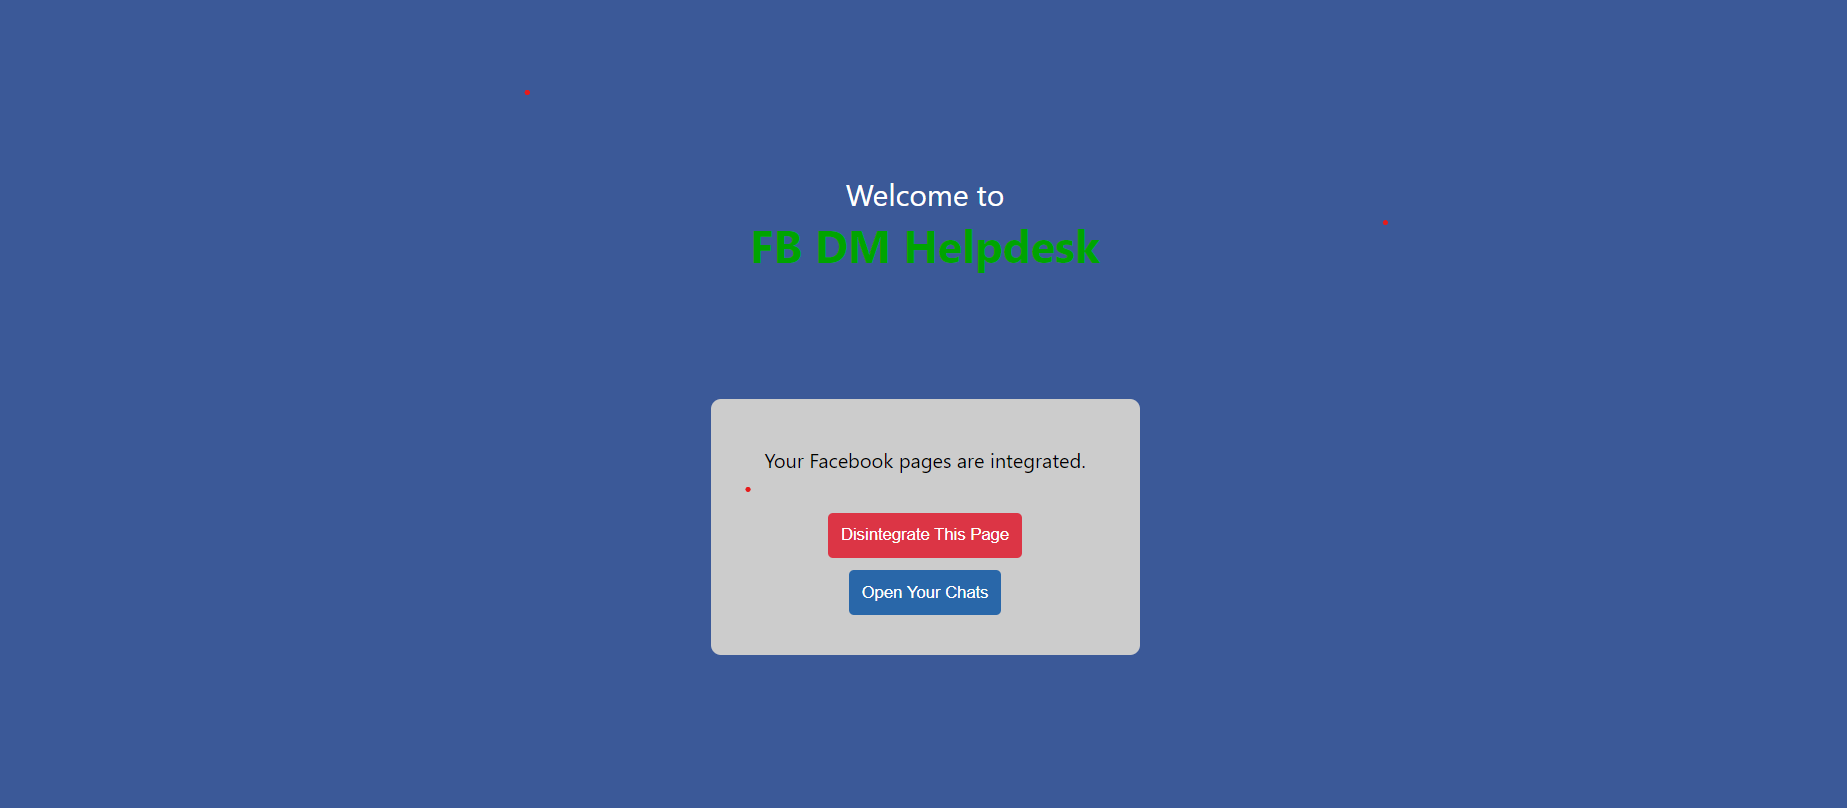 Welcome to
FB DM Helpdesk
Your Facebook pages are integrated.
Disintegrate This Page
Open Your Chats